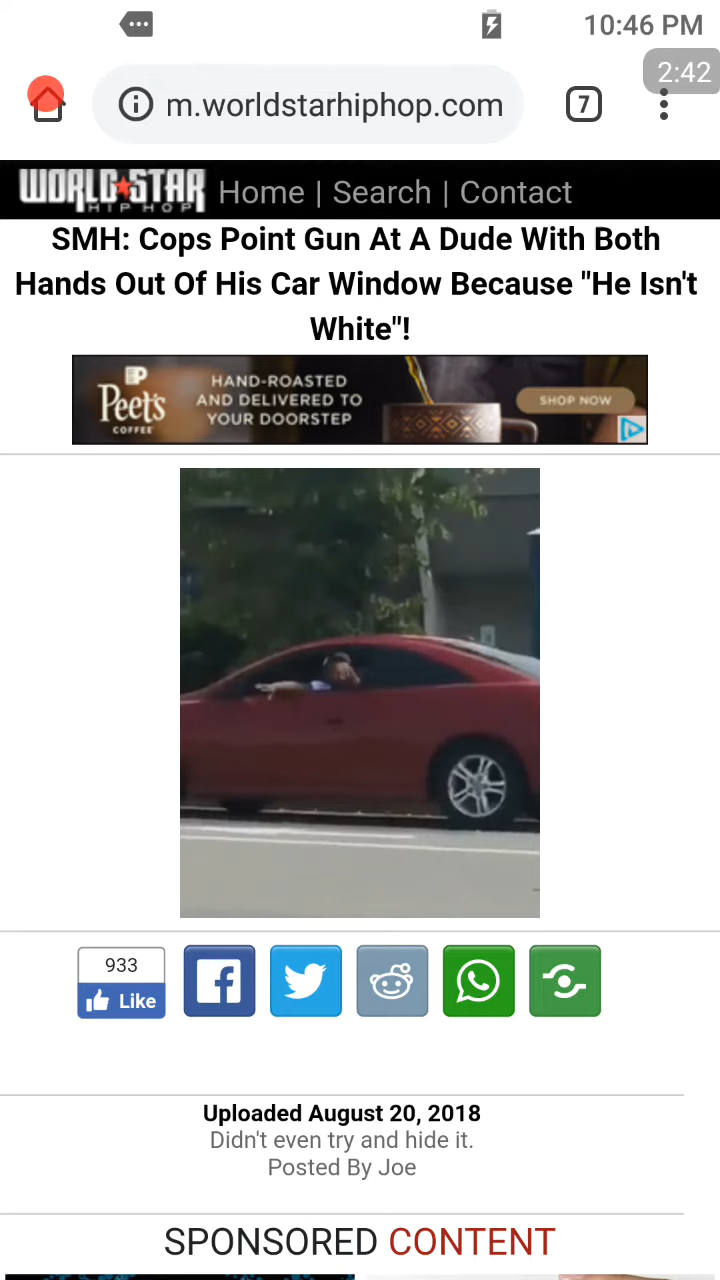 10:46 PM
2:42
m.worldstarhiphop.com
7
WORLD STAR
HIP HOP
Home | Search | Contact
SMH: Cops Point Gun At A Dude With Both
Hands Out Of His Car Window Because "He Isn't
White"!
Peet's
COFFEE
HAND-ROASTED
AND DELIVERED TO
YOUR DOORSTEP
SHOP NOW
933
Like
Uploaded August 20, 2018
Didn't even try and hide it.
Posted By Joe
SPONSORED CONTENT